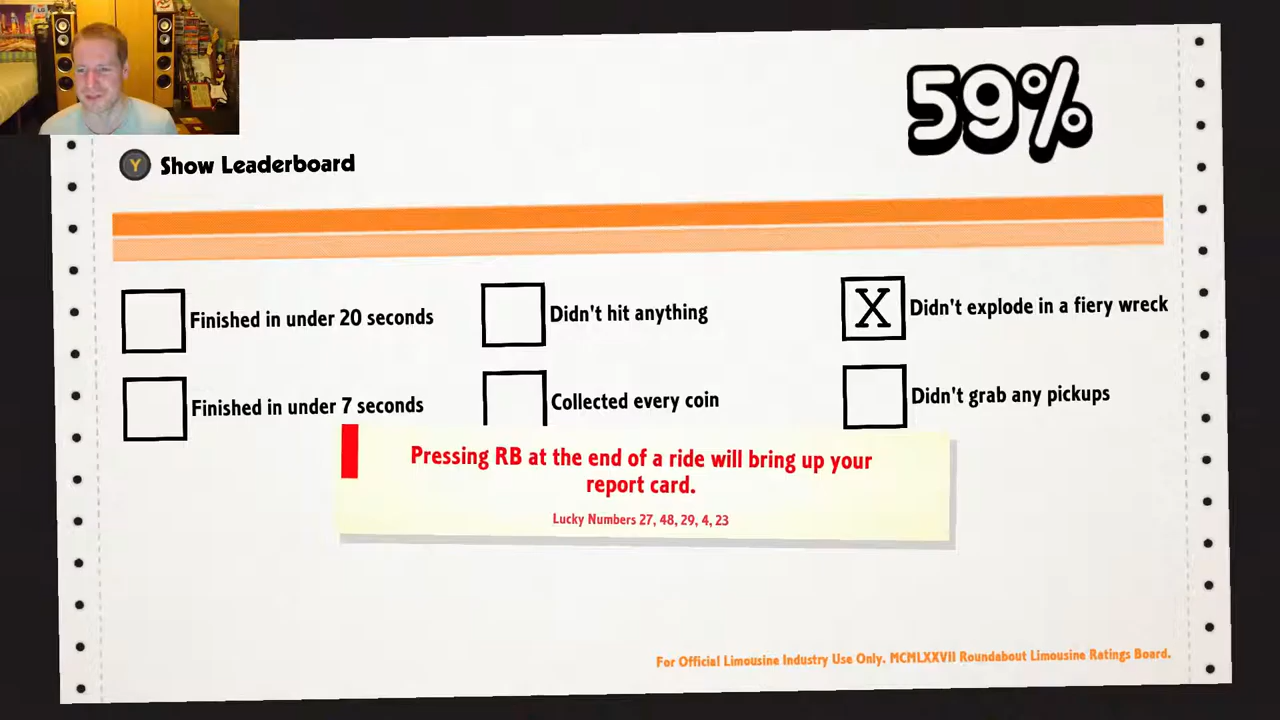 59%
Y Show Leaderboard
Finished in under 20 seconds
Didn't hit anything
X Didn't explode in a fiery wreck
Finished in under 7 seconds
Collected every coin
Didn't grab any pickups
Pressing RB at the end of a ride will bring up your
report card.
Lucky Numbers 27, 48, 29, 4, 23
For Official Limousine Industry Use Only. MCMLXXVII Roundabout Limousine Ratings Board.